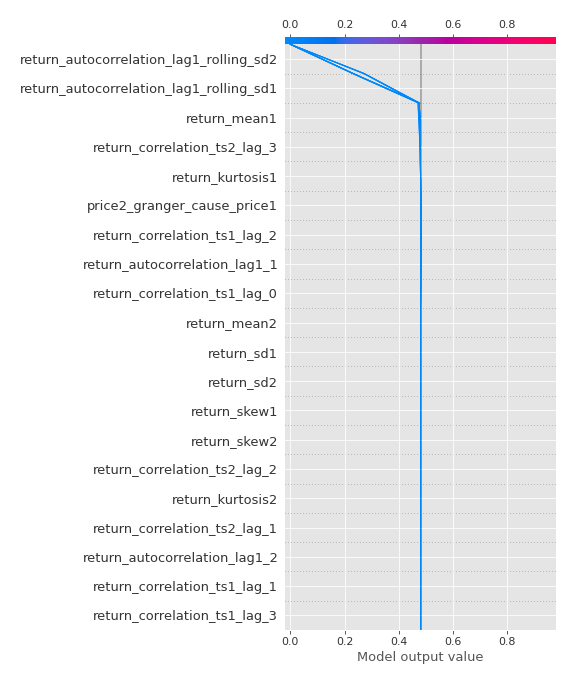 0.0 0.2 0.4 0.6 0.8
return_autocorrelation_lag1_rolling_sd2
return_autocorrelation_lag1_rolling_sd1
return_mean1
return_correlation_ts2_lag_3
return_kurtosis1
price2_granger_cause_price1
return_correlation_ts1_lag_2
return_autocorrelation_lag1_1
return_correlation_ts1_lag_0
return_mean2
return_sd1
return_sd2
return_skew1
return_skew2
return_correlation_ts2_lag_2
return_kurtosis2
return_correlation_ts2_lag_1
return_autocorrelation_lag1_2
return_correlation_ts1_lag_1
return_correlation_ts1_lag_3
0.0 0.2 0.4 0.6 0.8
Model output value